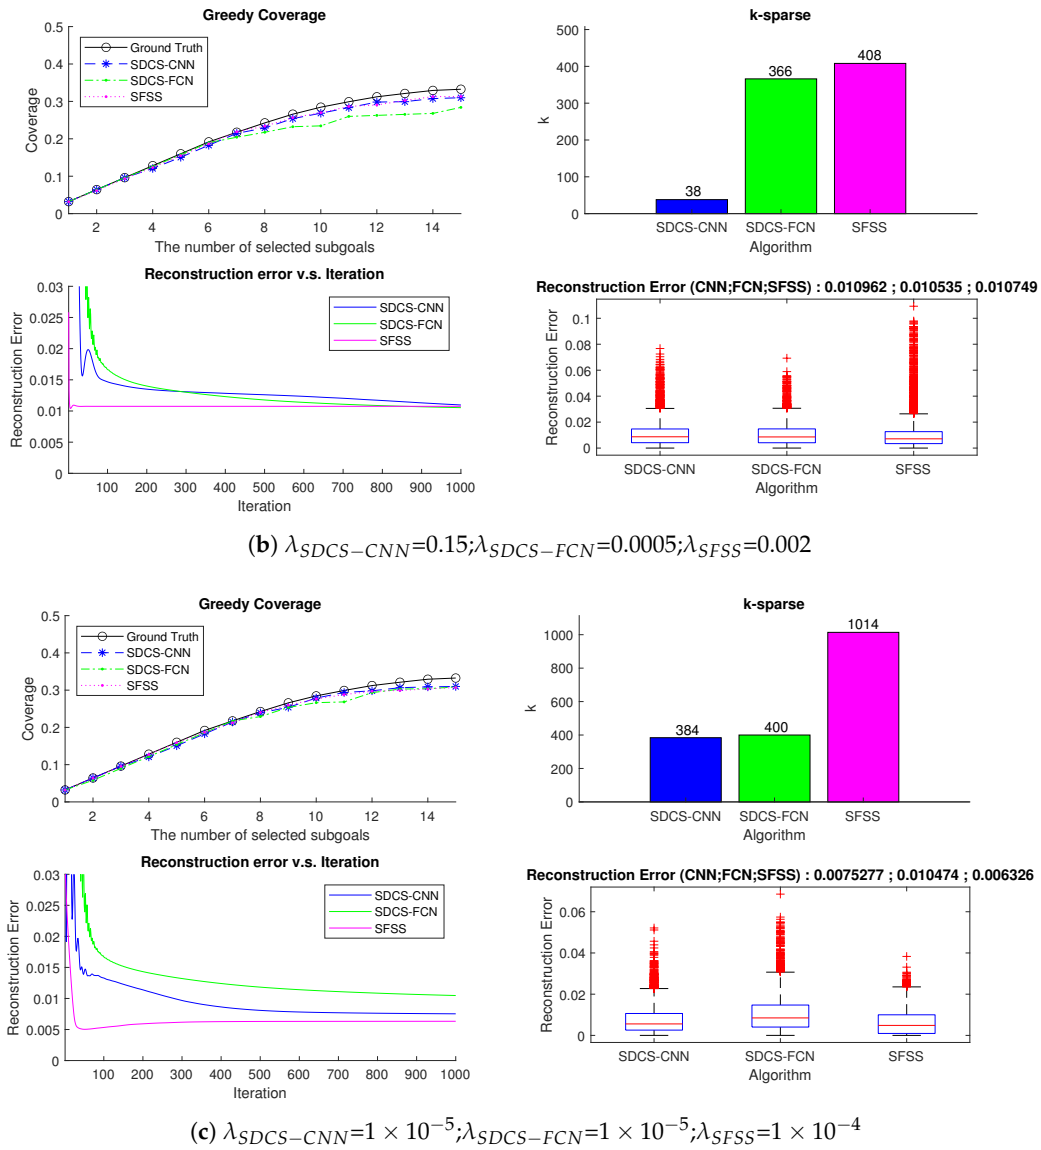 Greedy Coverage
0.5
0.4
0.3
0.2
0.1
0
Coverage
Ground Truth
SDCS-CNN
SDCS-FCN
SFSS
2 4 6 8 10 12 14
The number of selected subgoals
k-sparse
500
400
300
200
100
0
k
38
366
408
SDCS-CNN SDCS-FCN SFSS
Algorithm
Reconstruction error v.s. Iteration
0.03
0.025
0.02
0.015
0.01
0.005
0
Reconstruction Error
SDCS-CNN
SDCS-FCN
SFSS
100 200 300 400 500 600 700 800 900 1000
Iteration
Reconstruction Error (CNN;FCN;SFSS) : 0.010962 ; 0.010535 ; 0.010749
0.1
0.08
0.06
0.04
0.02
0
Reconstruction Error
SDCS-CNN SDCS-FCN SFSS
Algorithm
(b) λSDCS−CNN=0.15;λSDCS−FCN=0.0005;λSFSS=0.002
Greedy Coverage
0.5
0.4
0.3
0.2
0.1
0
Coverage
Ground Truth
SDCS-CNN
SDCS-FCN
SFSS
2 4 6 8 10 12 14
The number of selected subgoals
k-sparse
1000
800
600
400
200
0
k
384
400
1014
SDCS-CNN SDCS-FCN SFSS
Algorithm
Reconstruction error v.s. Iteration
0.03
0.025
0.02
0.015
0.01
0.005
0
Reconstruction Error
SDCS-CNN
SDCS-FCN
SFSS
100 200 300 400 500 600 700 800 900 1000
Iteration
Reconstruction Error (CNN;FCN;SFSS) : 0.0075277 ; 0.010474 ; 0.006326
0.06
0.04
0.02
0
Reconstruction Error
SDCS-CNN SDCS-FCN SFSS
Algorithm
(c) λSDCS−CNN=1 × 10⁻⁵;λSDCS−FCN=1 × 10⁻⁵;λSFSS=1 × 10⁻⁴